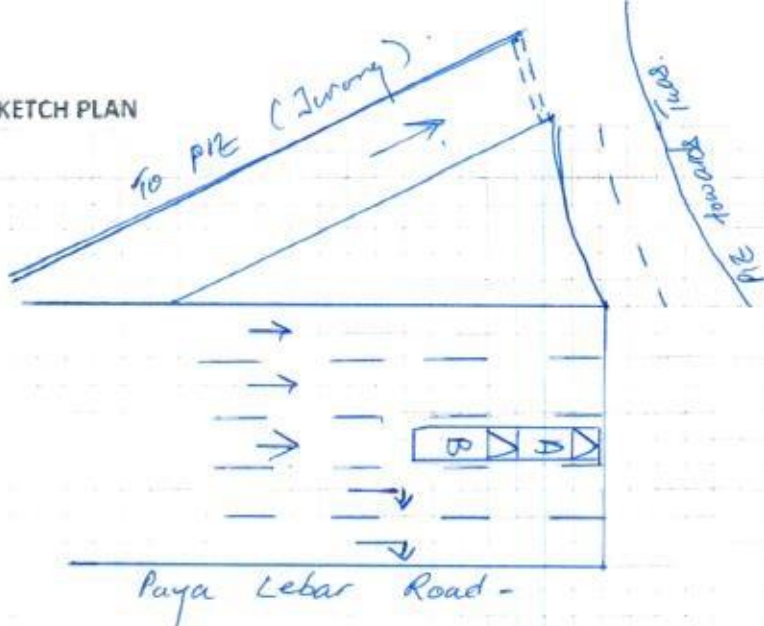 KETCH PLAN
To PIE (Jurong).
PIE towards Tuas.
B
A
Paya Lebar Road -